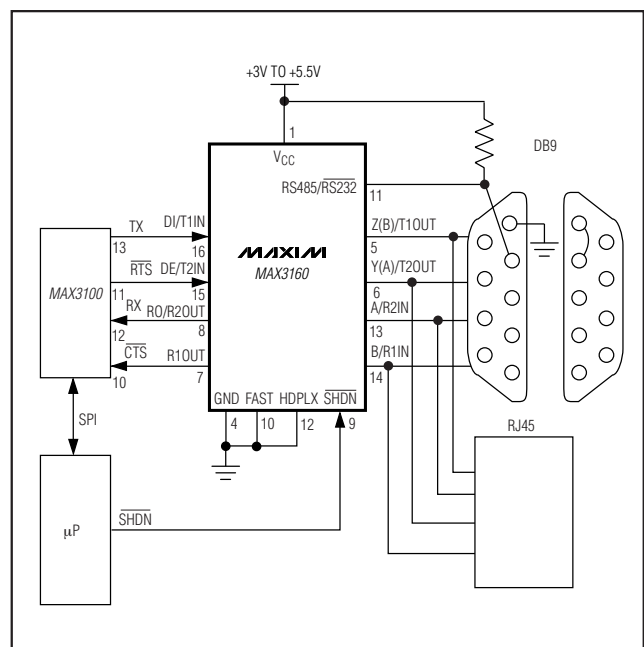 +3V TO +5.5V
1
VCC
DB9
RS485/RS232
11
TX
DI/T1IN
13
16
MAXIM
MAX3160
Z(B)/T1OUT
5
RTS
DE/T2IN
11
15
Y(A)/T2OUT
6
MAX3100
RX
RO/R2OUT
12
8
A/R2IN
13
CTS
R1OUT
10
7
B/R1IN
14
GND
FAST
HDPLX
SHDN
4
10
12
9
SPI
RJ45
µP
SHDN